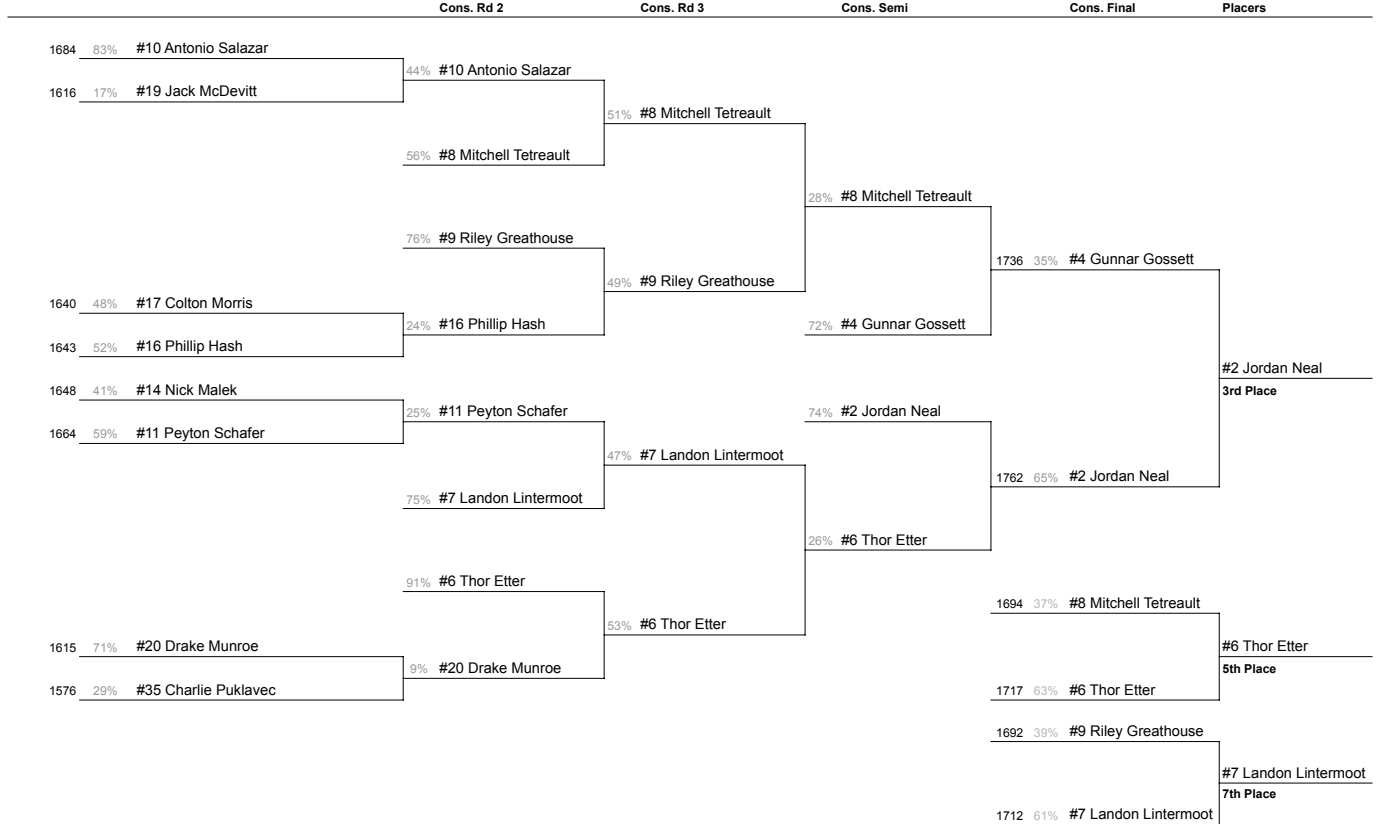 Cons. Rd 2 Cons. Rd 3 Cons. Semi Cons. Final Placers
1684 83% #10 Antonio Salazar
44% #10 Antonio Salazar
1616 17% #19 Jack McDevitt
51% #8 Mitchell Tetreault
56% #8 Mitchell Tetreault
28% #8 Mitchell Tetreault
76% #9 Riley Greathouse
1736 35% #4 Gunnar Gossett
49% #9 Riley Greathouse
1640 48% #17 Colton Morris
24% #16 Phillip Hash
72% #4 Gunnar Gossett
1643 52% #16 Phillip Hash
#2 Jordan Neal
3rd Place
1648 41% #14 Nick Malek
25% #11 Peyton Schafer
74% #2 Jordan Neal
1664 59% #11 Peyton Schafer
47% #7 Landon Lintermoot
1762 65% #2 Jordan Neal
75% #7 Landon Lintermoot
26% #6 Thor Etter
91% #6 Thor Etter
1694 37% #8 Mitchell Tetreault
53% #6 Thor Etter
1615 71% #20 Drake Munroe
#6 Thor Etter
5th Place
9% #20 Drake Munroe
1576 29% #35 Charlie Puklavec
1717 63% #6 Thor Etter
1692 39% #9 Riley Greathouse
#7 Landon Lintermoot
7th Place
1712 61% #7 Landon Lintermoot